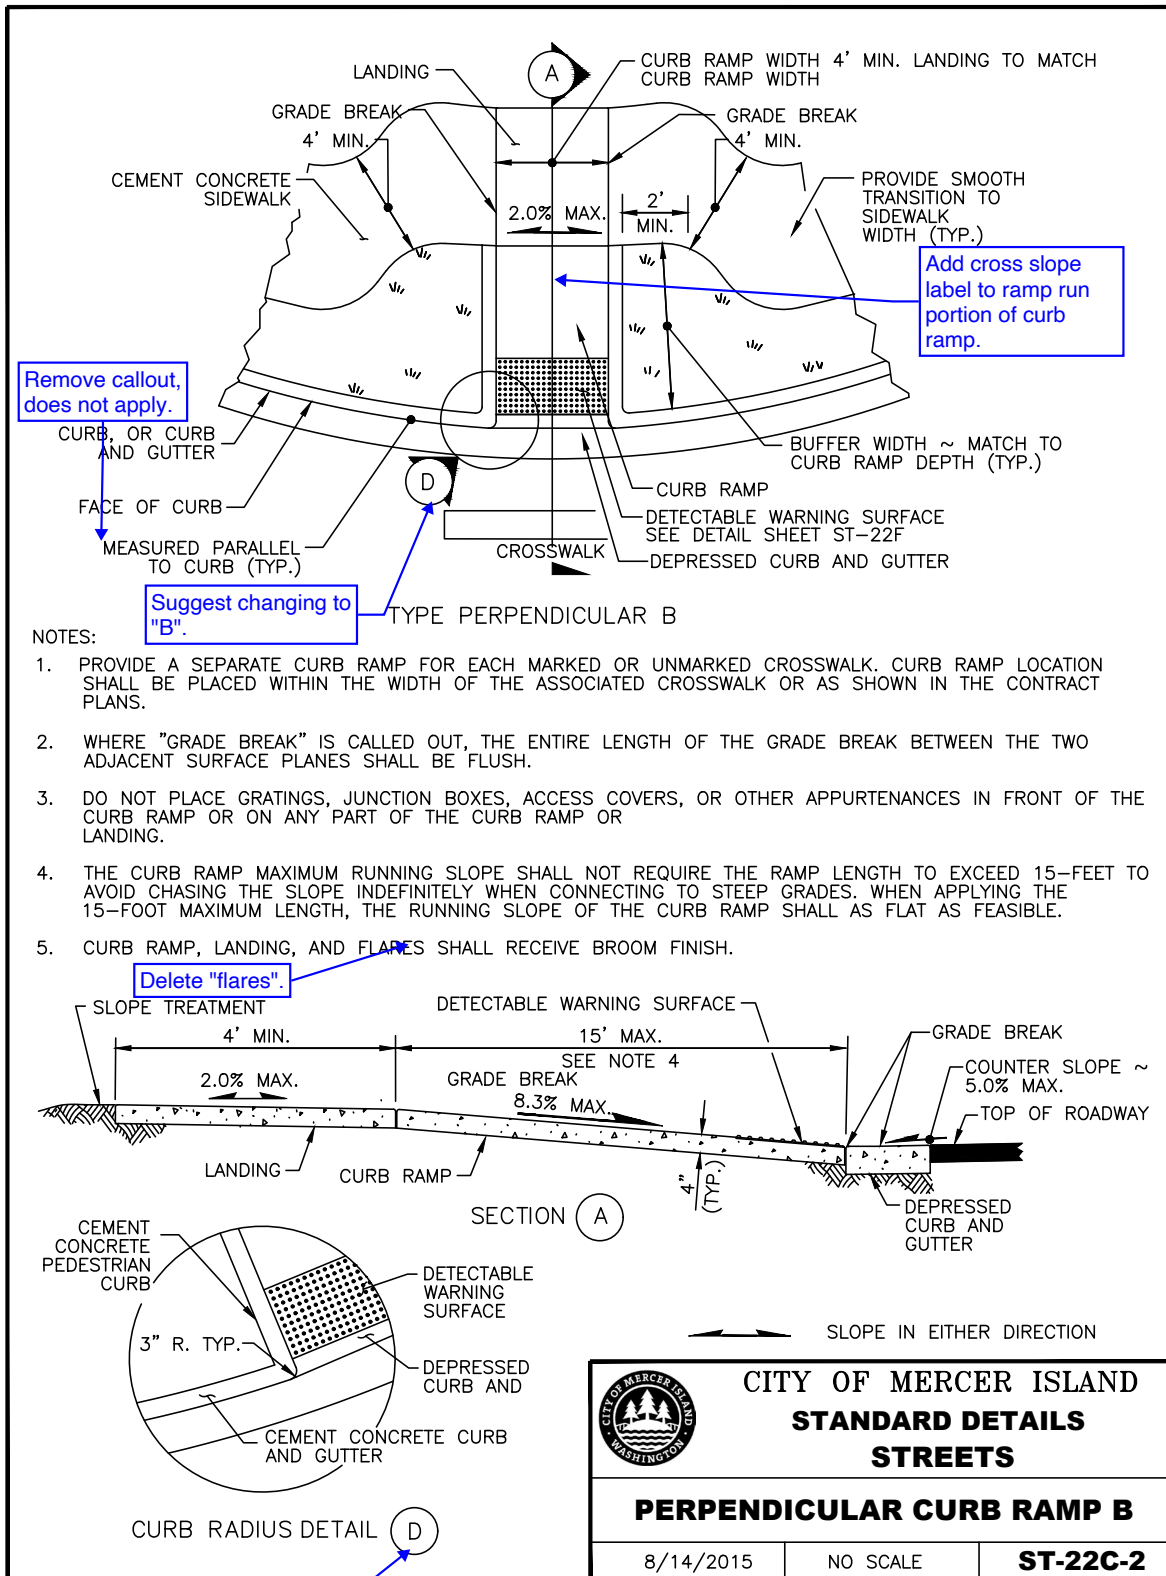 LANDING
A
CURB RAMP WIDTH 4' MIN. LANDING TO MATCH
CURB RAMP WIDTH
GRADE BREAK
GRADE BREAK
4' MIN.
4' MIN.
CEMENT CONCRETE
SIDEWALK
PROVIDE SMOOTH
TRANSITION TO
SIDEWALK
WIDTH (TYP.)
2.0% MAX.
2'
MIN.
Add cross slope
label to ramp run
portion of curb
ramp.
Remove callout,
does not apply.
CURB, OR CURB
AND GUTTER
BUFFER WIDTH ~ MATCH TO
CURB RAMP DEPTH (TYP.)
D
FACE OF CURB
CURB RAMP
DETECTABLE WARNING SURFACE
SEE DETAIL SHEET ST-22F
MEASURED PARALLEL
TO CURB (TYP.)
CROSSWALK
DEPRESSED CURB AND GUTTER
Suggest changing to
"B".
TYPE PERPENDICULAR B
NOTES:
1. PROVIDE A SEPARATE CURB RAMP FOR EACH MARKED OR UNMARKED CROSSWALK. CURB RAMP LOCATION
SHALL BE PLACED WITHIN THE WIDTH OF THE ASSOCIATED CROSSWALK OR AS SHOWN IN THE CONTRACT
PLANS.
2. WHERE "GRADE BREAK" IS CALLED OUT, THE ENTIRE LENGTH OF THE GRADE BREAK BETWEEN THE TWO
ADJACENT SURFACE PLANES SHALL BE FLUSH.
3. DO NOT PLACE GRATINGS, JUNCTION BOXES, ACCESS COVERS, OR OTHER APPURTENANCES IN FRONT OF THE
CURB RAMP OR ON ANY PART OF THE CURB RAMP OR
LANDING.
4. THE CURB RAMP MAXIMUM RUNNING SLOPE SHALL NOT REQUIRE THE RAMP LENGTH TO EXCEED 15-FEET TO
AVOID CHASING THE SLOPE INDEFINITELY WHEN CONNECTING TO STEEP GRADES. WHEN APPLYING THE
15-FOOT MAXIMUM LENGTH, THE RUNNING SLOPE OF THE CURB RAMP SHALL AS FLAT AS FEASIBLE.
5. CURB RAMP, LANDING, AND FLARES SHALL RECEIVE BROOM FINISH.
Delete "flares".
SLOPE TREATMENT
DETECTABLE WARNING SURFACE
4' MIN.
15' MAX.
SEE NOTE 4
GRADE BREAK
2.0% MAX.
GRADE BREAK
8.3% MAX.
COUNTER SLOPE ~
5.0% MAX.
TOP OF ROADWAY
LANDING
CURB RAMP
4"
(TYP.)
DEPRESSED
CURB AND
GUTTER
SECTION A
CEMENT
CONCRETE
PEDESTRIAN
CURB
DETECTABLE
WARNING
SURFACE
3" R. TYP.
DEPRESSED
CURB AND
CEMENT CONCRETE CURB
AND GUTTER
SLOPE IN EITHER DIRECTION
CURB RADIUS DETAIL D
CITY OF MERCER ISLAND
WASHINGTON
CITY OF MERCER ISLAND
STANDARD DETAILS
STREETS
PERPENDICULAR CURB RAMP B
8/14/2015
NO SCALE
ST-22C-2